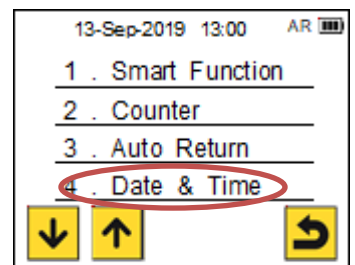 13-Sep-2019 13:00 AR
1 . Smart Function
2 . Counter
3 . Auto Return
4 . Date & Time